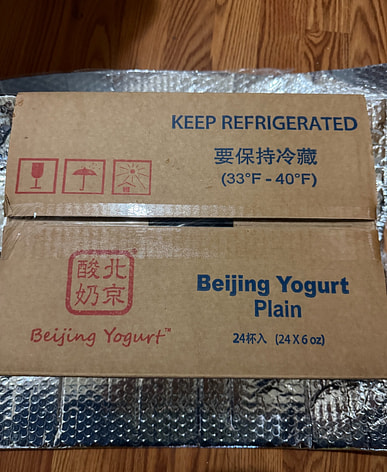 KEEP REFRIGERATED
要保持冷藏
(33°F - 40°F)
北京
酸奶
Beijing Yogurt™
Beijing Yogurt
Plain
24杯入 (24 X 6 oz)